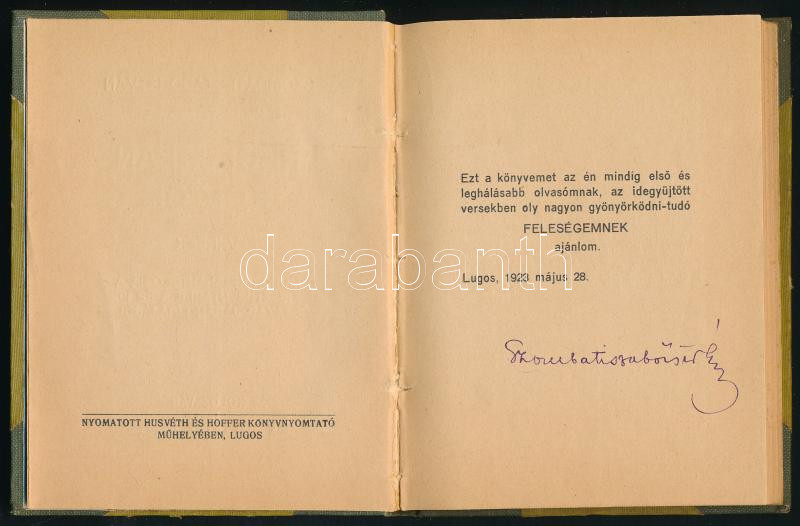 NYOMATOTT HUSVÉTH ÉS HOFFER KÖNYVNYOMTATÓ
MŰHELYÉBEN, LUGOS
Ezt a könyvemet az én mindig első és
leghálásabb olvasómnak, az idegyüjtött
versekben oly nagyon gyönyörködni-tudó
FELESÉGEMNEK
ajánlom.
Lugos, 1923 május 28.
darabanth